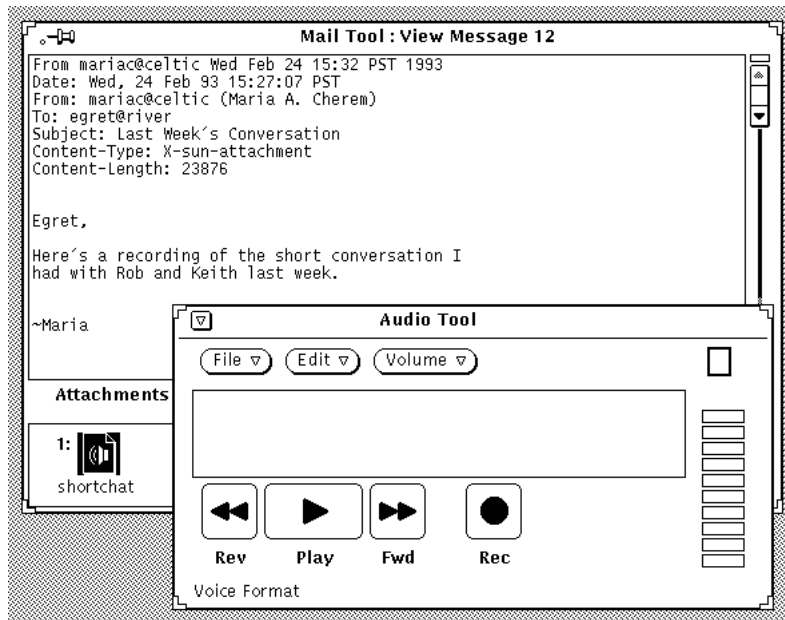 Mail Tool : View Message 12
From mariac@celtic Wed Feb 24 15:32 PST 1993
Date: Wed, 24 Feb 93 15:27:07 PST
From: mariac@celtic (Maria A. Cherem)
To: egret@river
Subject: Last Week´s Conversation
Content-Type: X-sun-attachment
Content-Length: 23876
Egret,
Here´s a recording of the short conversation I
had with Rob and Keith last week.
~Maria
Attachments
1:
shortchat
Audio Tool
File Edit Volume
Rev Play Fwd Rec
Voice Format